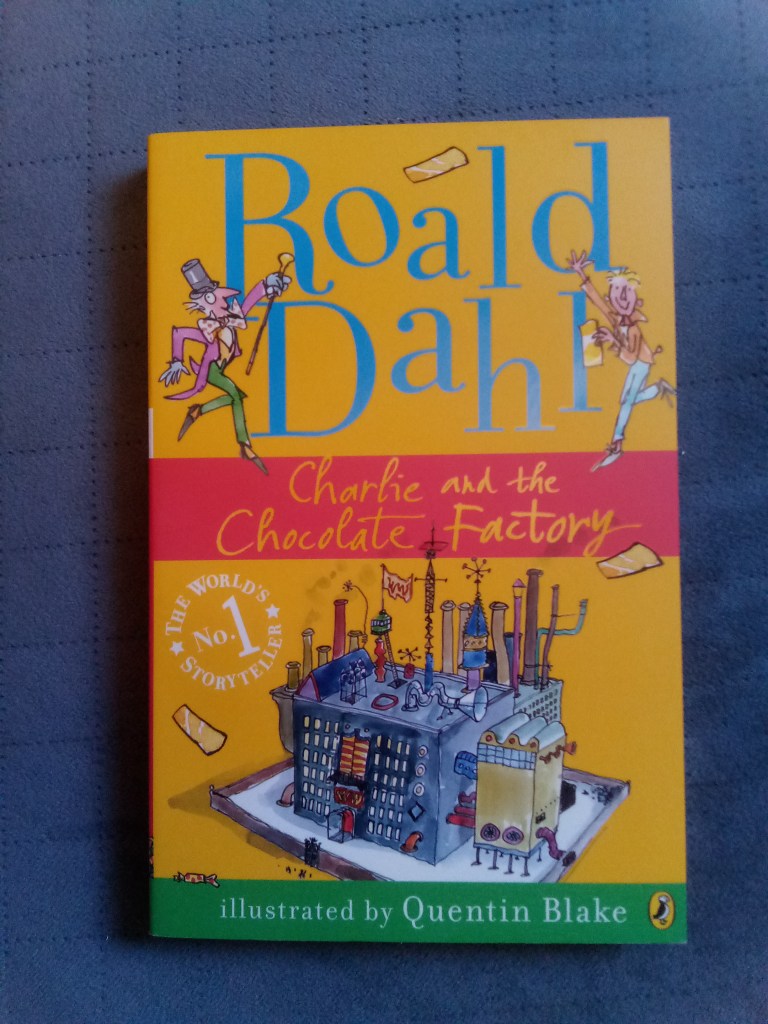 Roald
Dahl
Charlie and the
Chocolate Factory
THE WORLD'S
No.1
STORYTELLER
illustrated by Quentin Blake